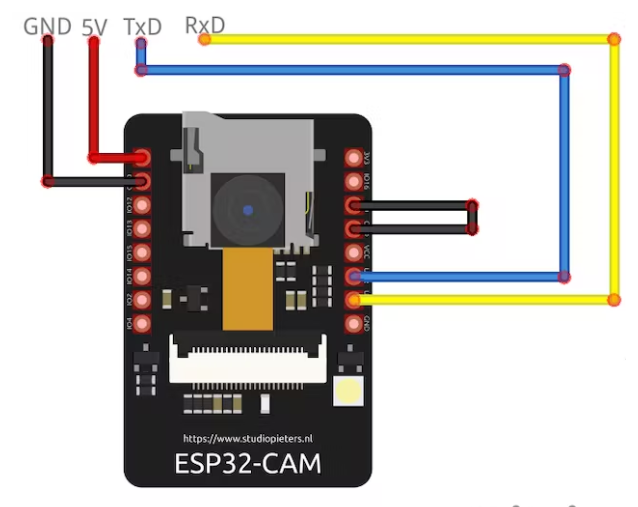 GND 5V TxD RxD
3V3
IO16
IO12
IO13
IO15
VCC
IO14
IO2
IO4
GND
https://www.studiopieters.nl
ESP32-CAM